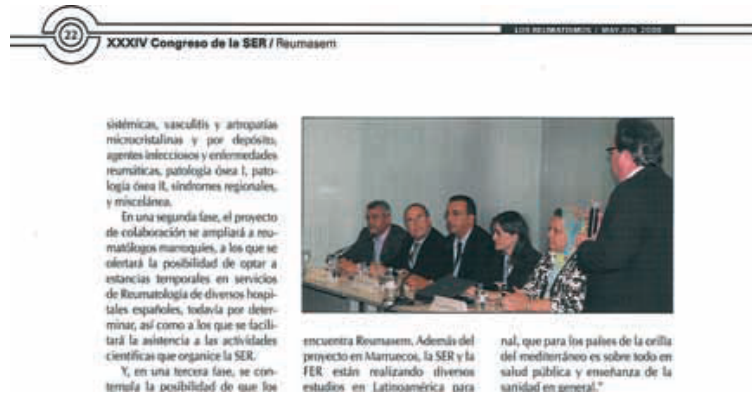 22
XXXIV Congreso de la SER / Reumasem
LOS REUMATISMOS / MAY-JUN 2008
sistémicas, vasculitis y artropatías
microcristalinas y por depósito,
agentes infecciosos y enfermedades
reumáticas, patología ósea I, pato-
logía ósea II, síndromes regionales,
y miscelánea.
En una segunda fase, el proyecto
de colaboración se ampliará a reu-
matólogos marroquíes, a los que se
ofertará la posibilidad de optar a
estancias temporales en servicios
de Reumatología de diversos hospi-
tales españoles, todavía por deter-
minar, así como a los que se facili-
tará la asistencia a las actividades
científicas que organice la SER.
Y, en una tercera fase, se con-
templa la posibilidad de que los
encuentra Reumasem. Además del
proyecto en Marruecos, la SER y la
FER están realizando diversos
estudios en Latinoamérica para
nal, que para los países de la orilla
del mediterráneo es sobre todo en
salud pública y enseñanza de la
sanidad en general."